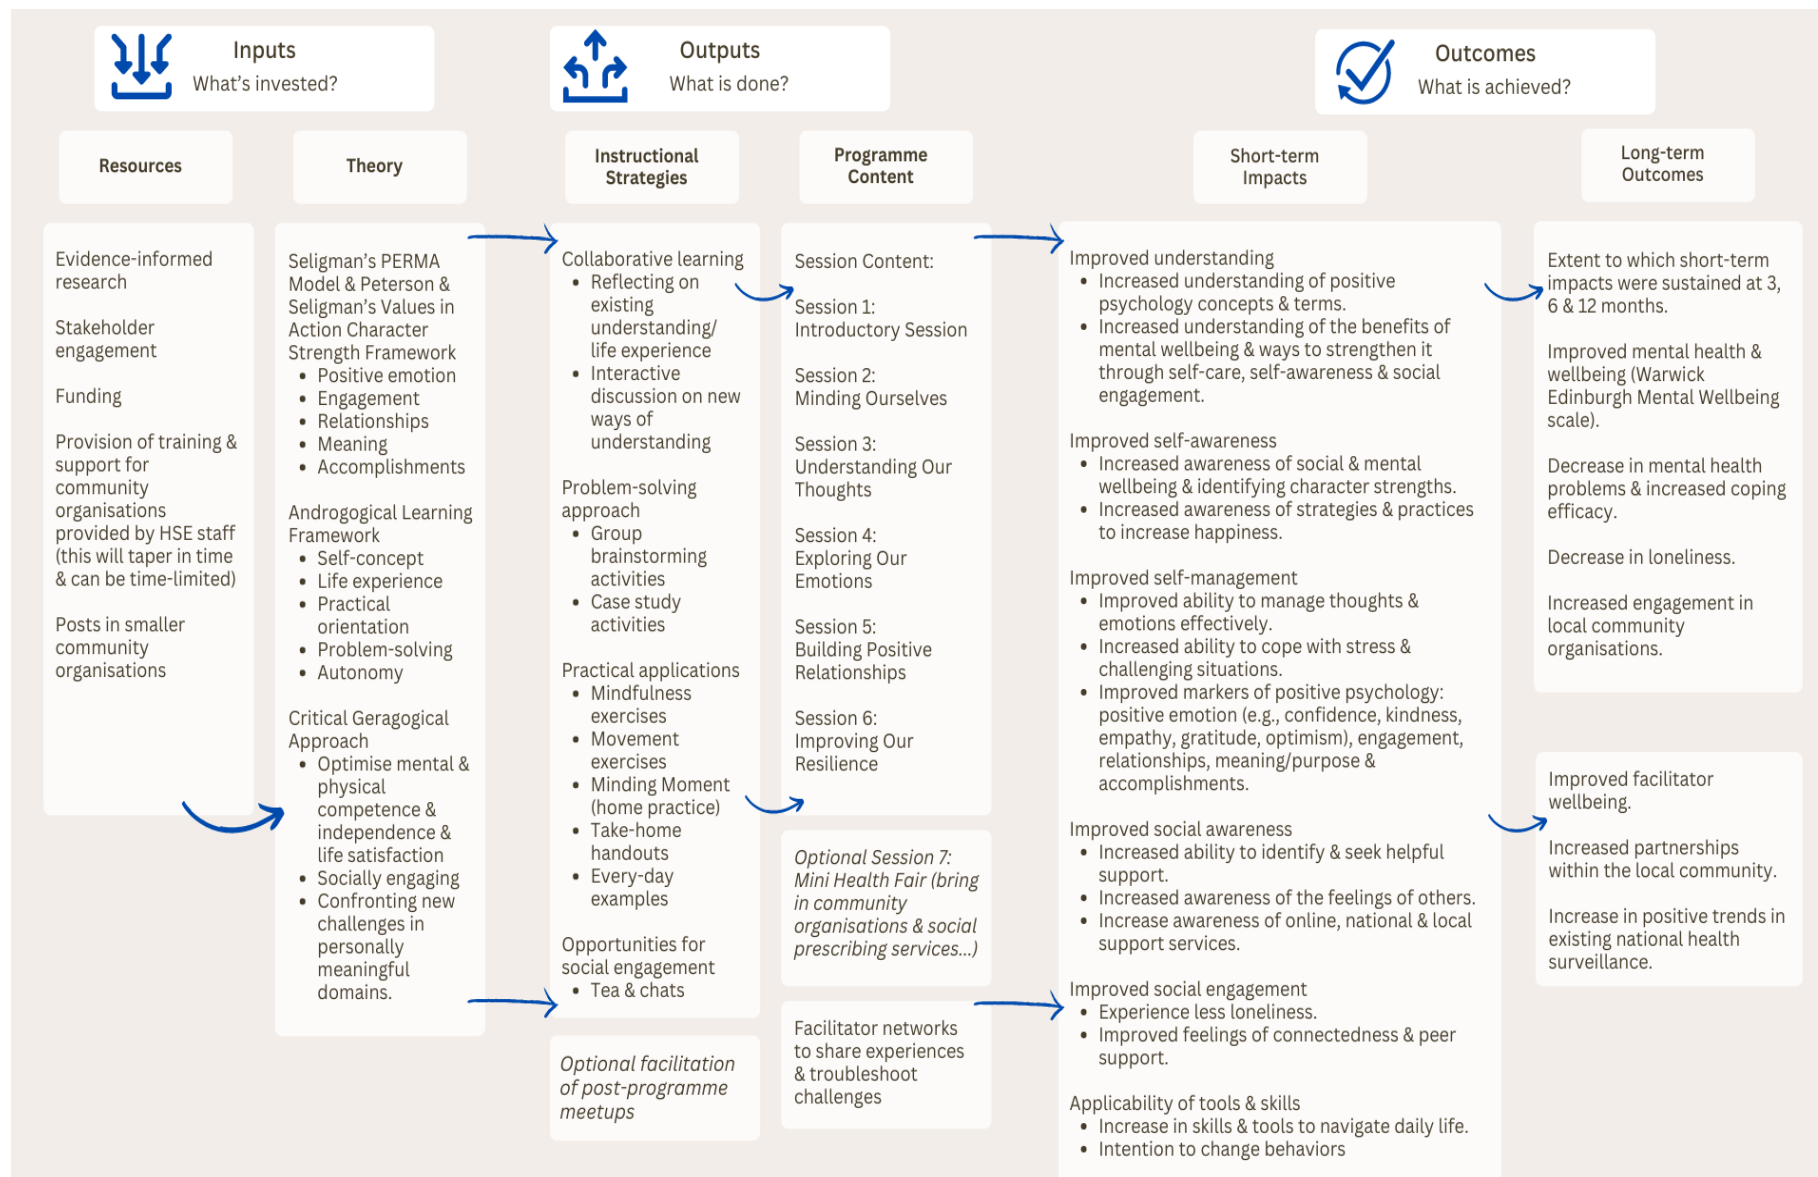 Inputs
What's invested?
Outputs
What is done?
Outcomes
What is achieved?
Resources
Theory
Instructional
Strategies
Programme
Content
Short-term
Impacts
Long-term
Outcomes
Evidence-informed
research
Stakeholder
engagement
Funding
Provision of training &
support for
community
organisations
provided by HSE staff
(this will taper in time
& can be time-limited)
Posts in smaller
community
organisations
Seligman's PERMA
Model & Peterson &
Seligman's Values in
Action Character
Strength Framework
• Positive emotion
• Engagement
• Relationships
• Meaning
• Accomplishments
Androgogical Learning
Framework
• Self-concept
• Life experience
• Practical
orientation
• Problem-solving
• Autonomy
Critical Geragogical
Approach
• Optimise mental &
physical
competence &
independence &
life satisfaction
• Socially engaging
• Confronting new
challenges in
personally
meaningful
domains.
Collaborative learning
• Reflecting on
existing
understanding/
life experience
• Interactive
discussion on new
ways of
understanding
Problem-solving
approach
• Group
brainstorming
activities
• Case study
activities
Practical applications
• Mindfulness
exercises
• Movement
exercises
• Minding Moment
(home practice)
• Take-home
handouts
• Every-day
examples
Opportunities for
social engagement
• Tea & chats
Optional facilitation
of post-programme
meetups
Session Content:
Session 1:
Introductory Session
Session 2:
Minding Ourselves
Session 3:
Understanding Our
Thoughts
Session 4:
Exploring Our
Emotions
Session 5:
Building Positive
Relationships
Session 6:
Improving Our
Resilience
Optional Session 7:
Mini Health Fair (bring
in community
organisations & social
prescribing services...)
Facilitator networks
to share experiences
& troubleshoot
challenges
Improved understanding
• Increased understanding of positive
psychology concepts & terms.
• Increased understanding of the benefits of
mental wellbeing & ways to strengthen it
through self-care, self-awareness & social
engagement.
Improved self-awareness
• Increased awareness of social & mental
wellbeing & identifying character strengths.
• Increased awareness of strategies & practices
to increase happiness.
Improved self-management
• Improved ability to manage thoughts &
emotions effectively.
• Increased ability to cope with stress &
challenging situations.
• Improved markers of positive psychology:
positive emotion (e.g., confidence, kindness,
empathy, gratitude, optimism), engagement,
relationships, meaning/purpose &
accomplishments.
Improved social awareness
• Increased ability to identify & seek helpful
support.
• Increased awareness of the feelings of others.
• Increase awareness of online, national & local
support services.
Improved social engagement
• Experience less loneliness.
• Improved feelings of connectedness & peer
support.
Applicability of tools & skills
• Increase in skills & tools to navigate daily life.
• Intention to change behaviors
Extent to which short-term
impacts were sustained at 3,
6 & 12 months.
Improved mental health &
wellbeing (Warwick
Edinburgh Mental Wellbeing
scale).
Decrease in mental health
problems & increased coping
efficacy.
Decrease in loneliness.
Increased engagement in
local community
organisations.
Improved facilitator
wellbeing.
Increased partnerships
within the local community.
Increase in positive trends in
existing national health
surveillance.